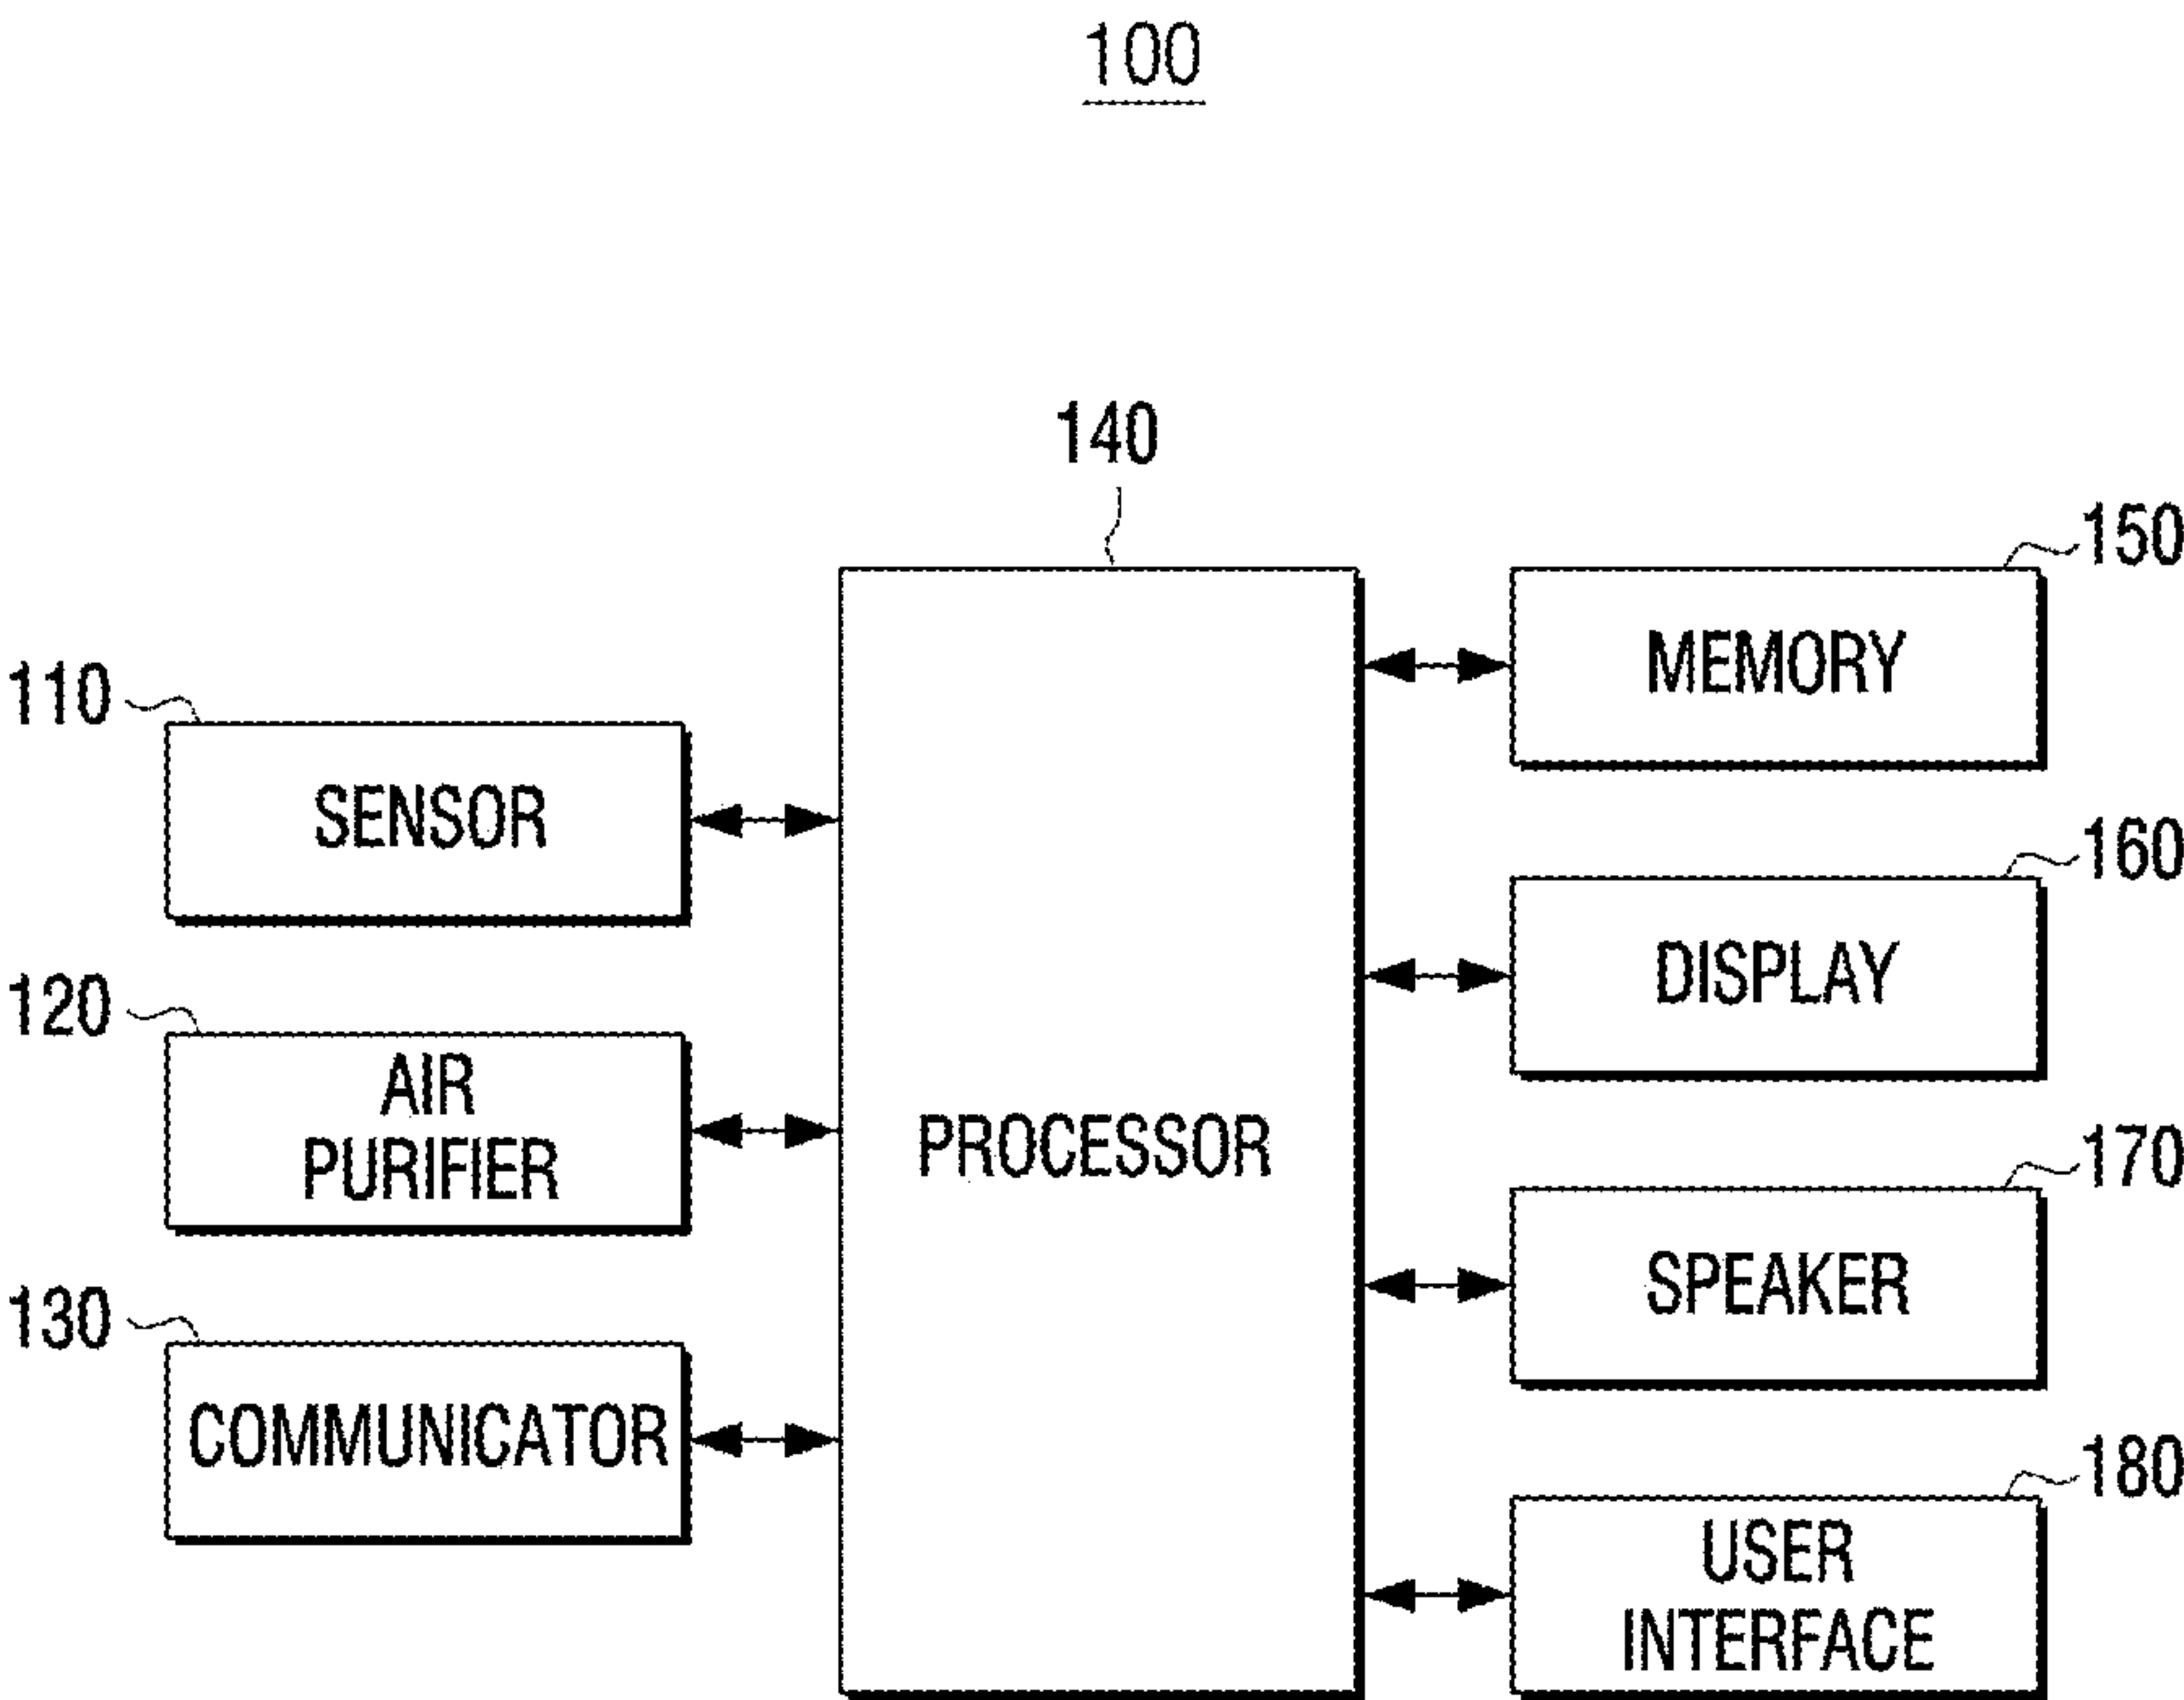 100
140
150
MEMORY
110
SENSOR
160
DISPLAY
120
AIR
PURIFIER
PROCESSOR
170
SPEAKER
130
COMMUNICATOR
180
USER
INTERFACE